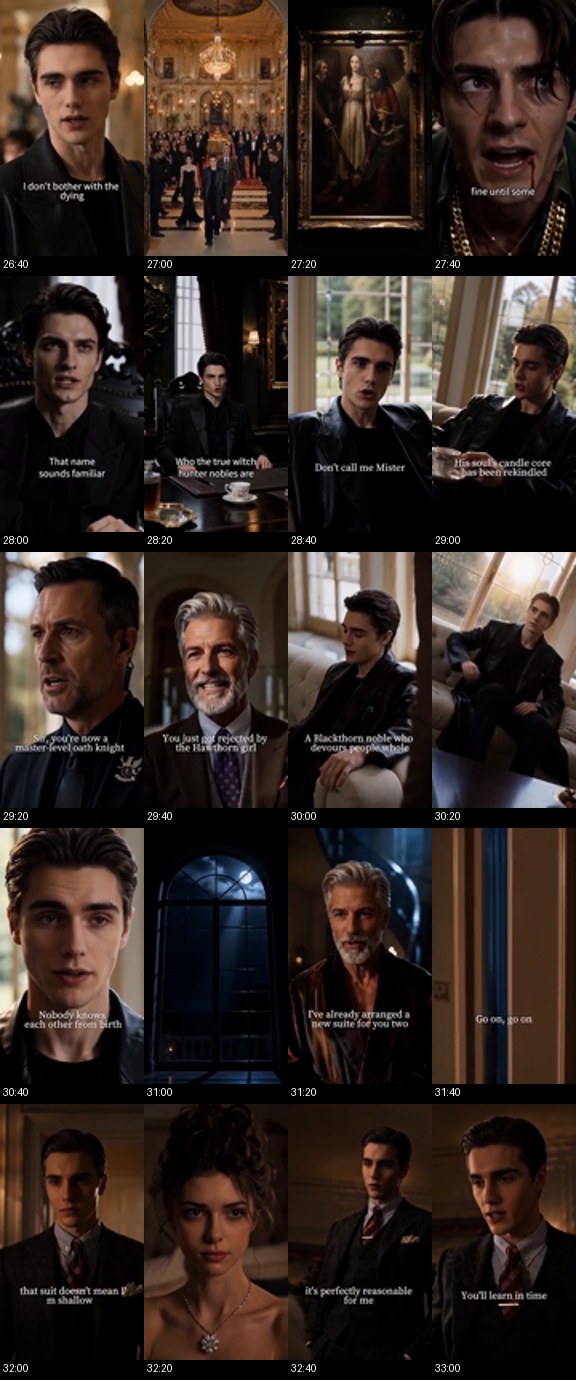 I don't bother with the
dying
fine until some
26:40
27:00
27:20
27:40
That name
sounds familiar
Who the true witch
hunter nobles are
Don't call me Mister
His soul's candle core
has been rekindled
28:00
28:20
28:40
29:00
Sir, you're now a
master-level oath knight
You just got rejected by
the Hawthorn girl
A Blackthorn noble who
devours people whole
29:20
29:40
30:00
30:20
Nobody knows
each other from birth
I've already arranged a
new suite for you two
Go on, go on
30:40
31:00
31:20
31:40
that suit doesn't mean I'
m shallow
it's perfectly reasonable
for me
You'll learn in time
32:00
32:20
32:40
33:00